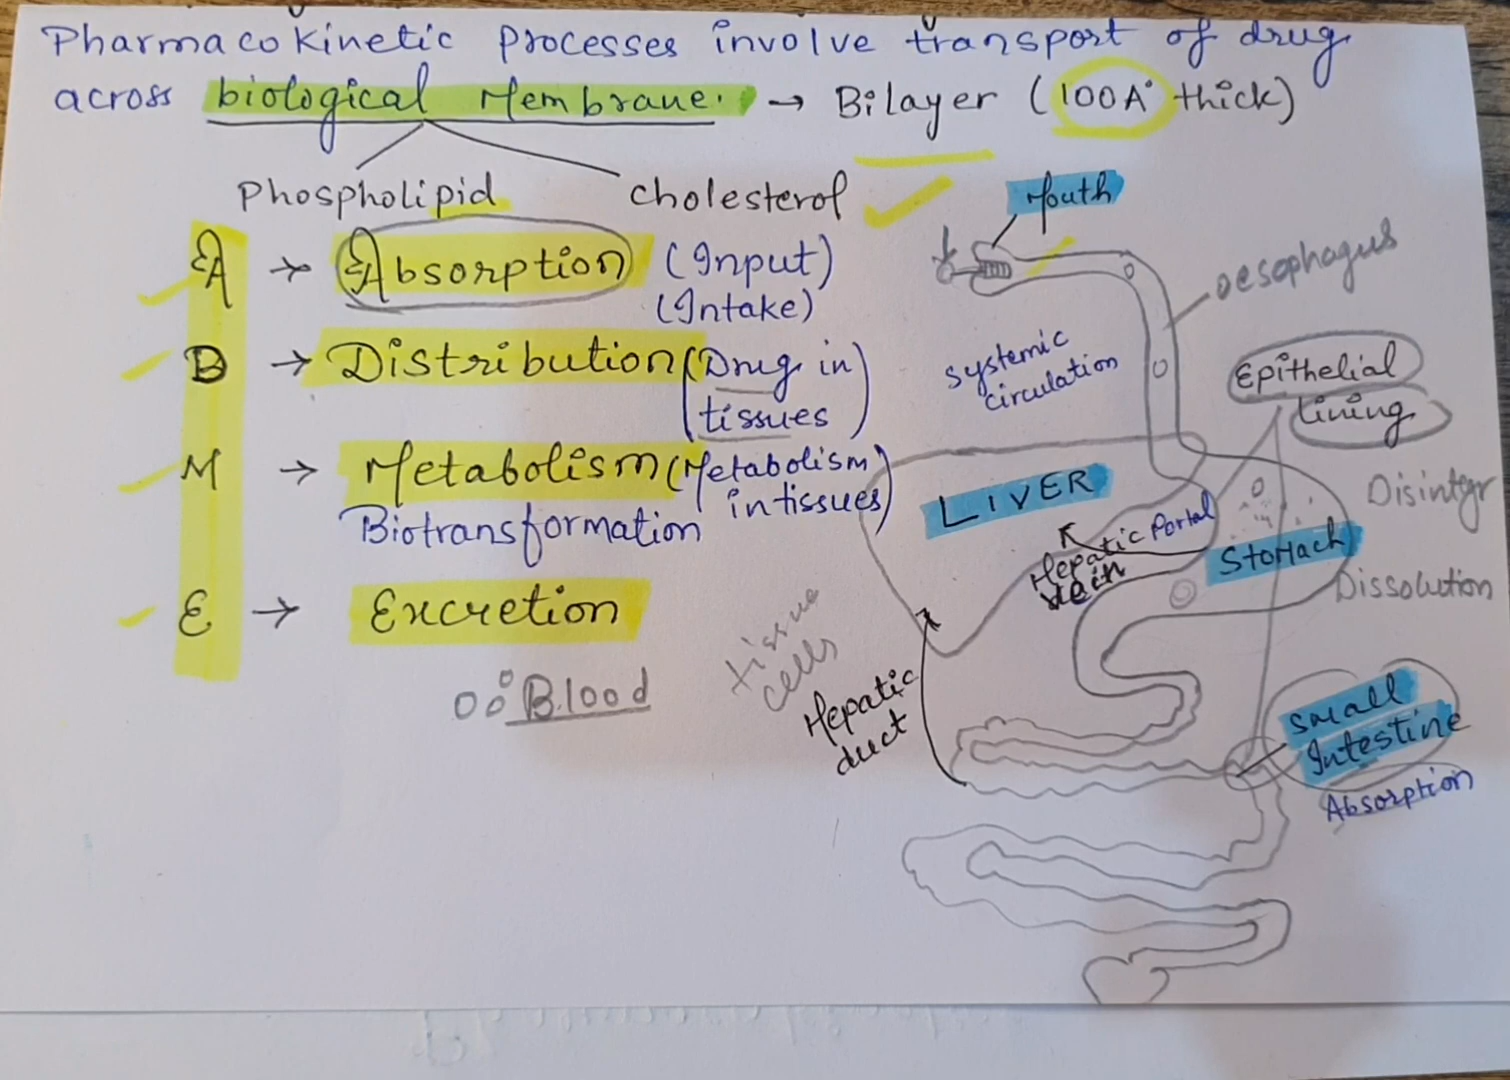 Pharmacokinetic processes involve transport of drug
across biological Membrane. → Bilayer (100A° thick)
Phospholipid cholesterol
A → Absorption (Input)
(Intake)
D → Distribution (Drug in
tissues)
M → Metabolism (Metabolism
in tissues)
Biotransformation
E → Excretion
Blood
Mouth
oesophagus
systemic
circulation
Epithelial
lining
LIVER
Disintegr
Hepatic Portal
vein
Stomach
Dissolution
tissue
cells
Hepatic
duct
small
Intestine
Absorption